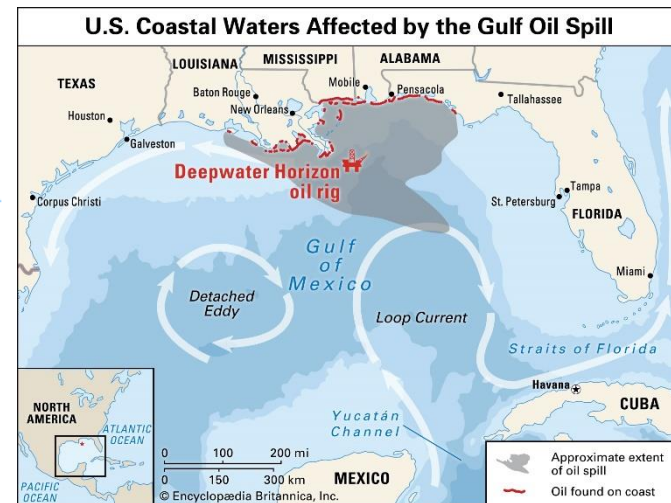 U.S. Coastal Waters Affected by the Gulf Oil Spill
LOUISIANA
MISSISSIPPI
ALABAMA
TEXAS
Baton Rouge
Mobile
Pensacola
Tallahassee
Houston
New Orleans
Galveston
Deepwater Horizon
oil rig
Corpus Christi
Tampa
St. Petersburg
FLORIDA
Gulf
of
Mexico
Miami
Detached
Eddy
Loop Current
Straits of Florida
Havana
CUBA
NORTH
AMERICA
ATLANTIC
OCEAN
PACIFIC
OCEAN
Yucatán
Channel
0 100 200 mi
0 150 300 km
MEXICO
© Encyclopædia Britannica, Inc.
Approximate extent
of oil spill
Oil found on coast